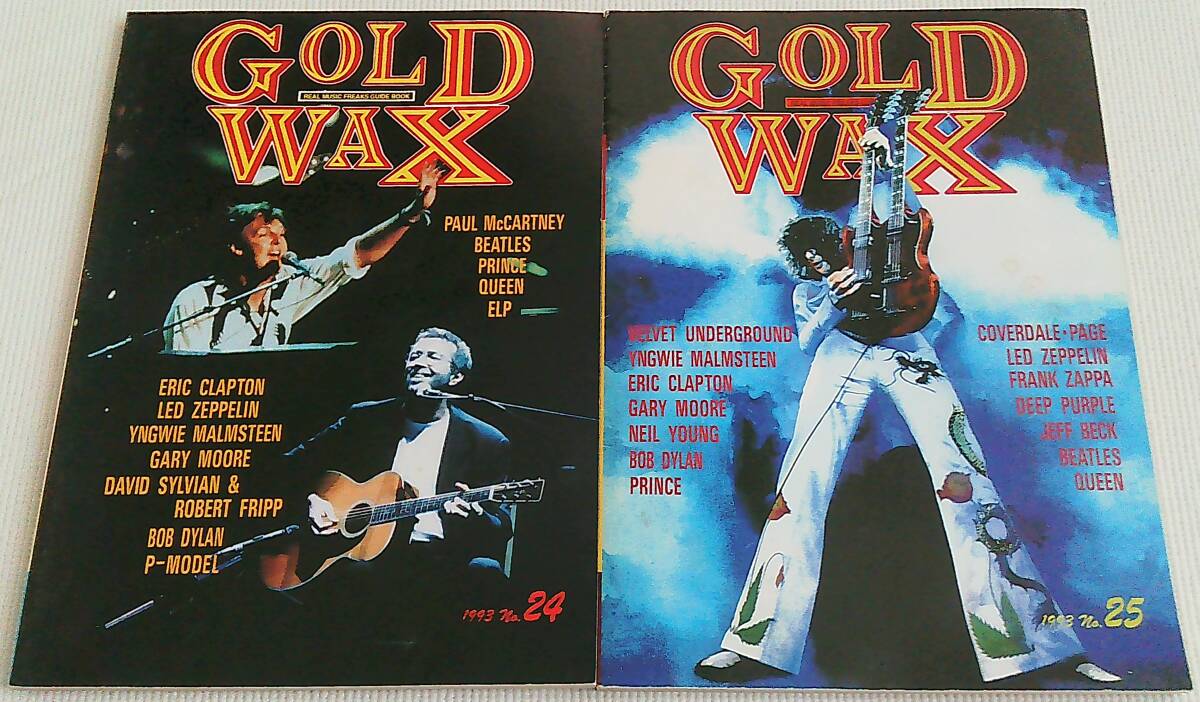 GOLD
REAL MUSIC FREAKS GUIDE BOOK
WAX
PAUL McCARTNEY
BEATLES
PRINCE
QUEEN
ELP
ERIC CLAPTON
LED ZEPPELIN
YNGWIE MALMSTEEN
GARY MOORE
DAVID SYLVIAN &
ROBERT FRIPP
BOB DYLAN
P-MODEL
1993 No. 24
GOLD
WAX
VELVET UNDERGROUND
YNGWIE MALMSTEEN
ERIC CLAPTON
GARY MOORE
NEIL YOUNG
BOB DYLAN
PRINCE
COVERDALE・PAGE
LED ZEPPELIN
FRANK ZAPPA
DEEP PURPLE
JEFF BECK
BEATLES
QUEEN
1993 No. 25